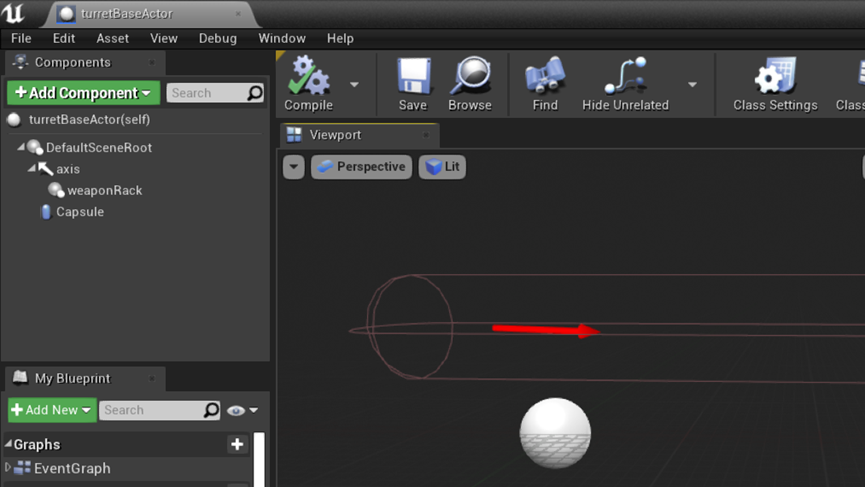 turretBaseActor
File Edit Asset View Debug Window Help
Components
+Add Component Search
turretBaseActor(self)
DefaultSceneRoot
axis
weaponRack
Capsule
My Blueprint
+Add New Search
Graphs
EventGraph
Compile Save Browse Find Hide Unrelated Class Settings Class
Viewport
Perspective Lit